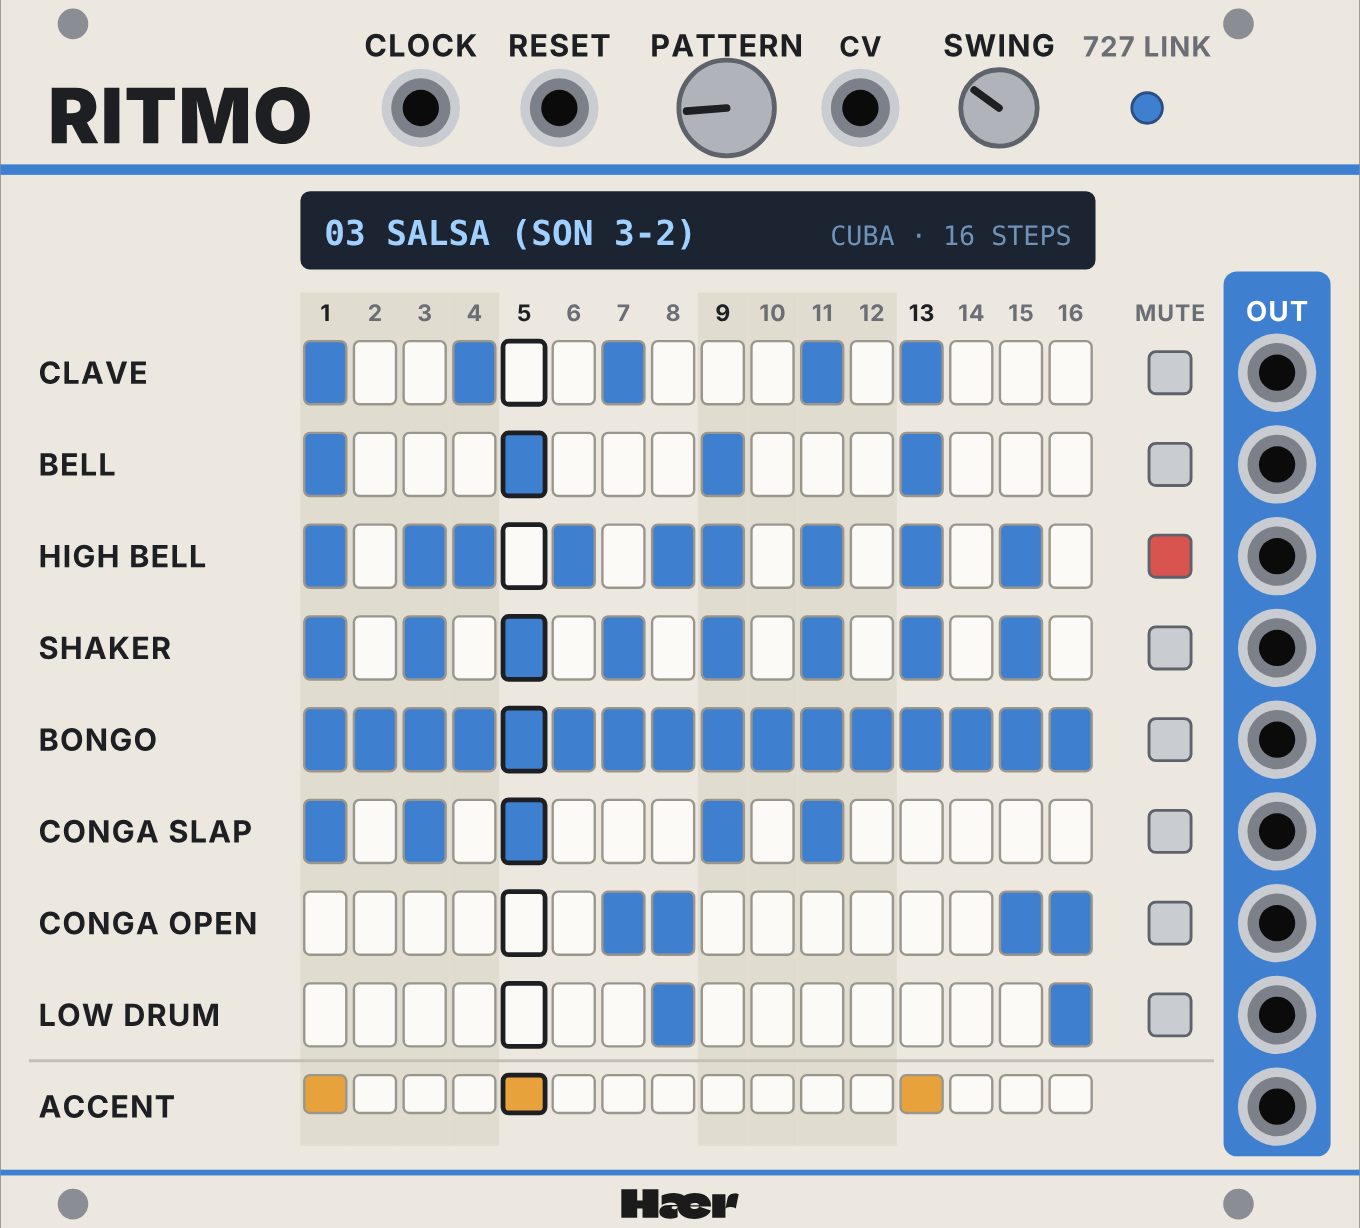 CLOCK RESET PATTERN CV SWING 727 LINK
RITMO
03 SALSA (SON 3-2) CUBA · 16 STEPS
1 2 3 4 5 6 7 8 9 10 11 12 13 14 15 16 MUTE OUT
CLAVE
BELL
HIGH BELL
SHAKER
BONGO
CONGA SLAP
CONGA OPEN
LOW DRUM
ACCENT
Hær